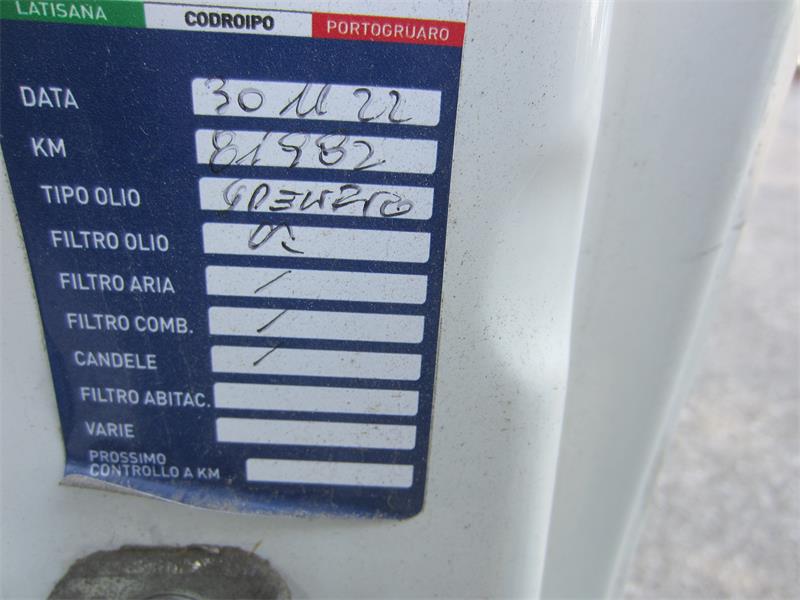 LATISANA CODROIPO PORTOGRUARO
DATA 30 11 22
KM 81982
TIPO OLIO
FILTRO OLIO
FILTRO ARIA /
FILTRO COMB. /
CANDELE /
FILTRO ABITAC.
VARIE
PROSSIMO
CONTROLLO A KM